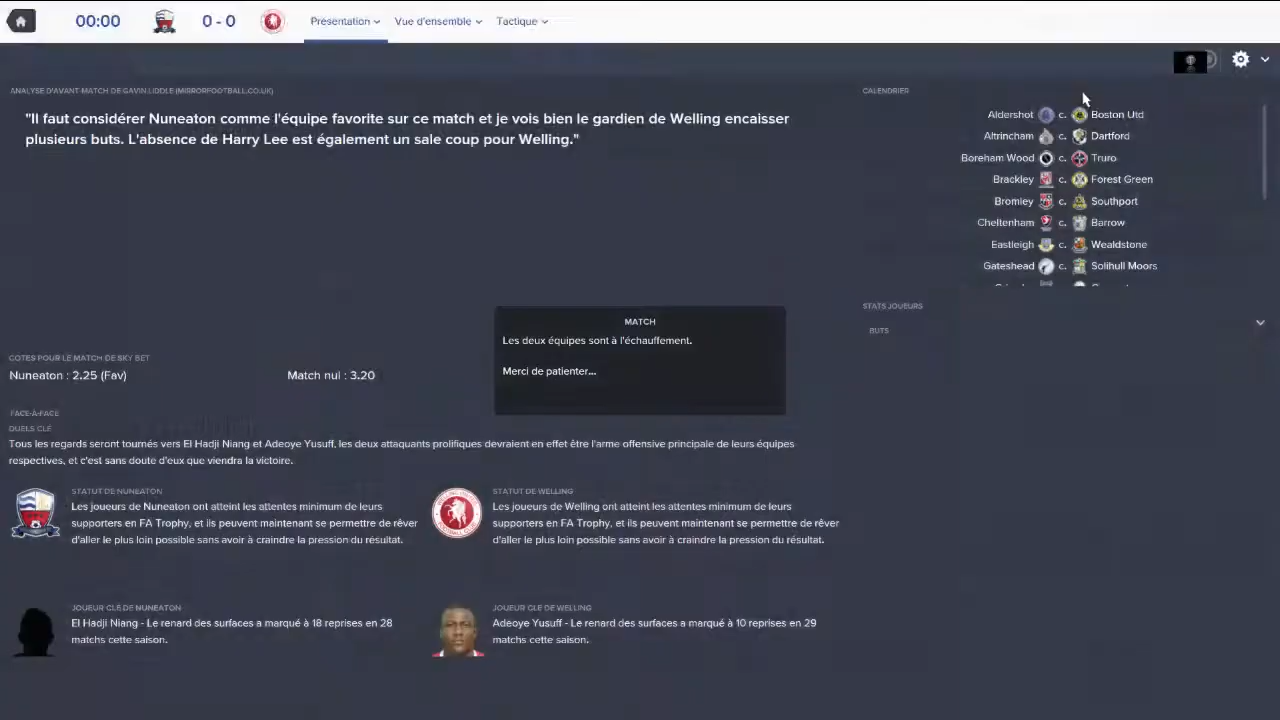 00:00
0 - 0
Présentation
Vue d'ensemble
Tactique
ANALYSE D'AVANT-MATCH DE GAVIN LIDDLE (MIRRORFOOTBALL.CO.UK)
"Il faut considérer Nuneaton comme l'équipe favorite sur ce match et je vois bien le gardien de Welling encaisser
plusieurs buts. L'absence de Harry Lee est également un sale coup pour Welling."
CALENDRIER
Aldershot c. Boston Utd
Altrincham c. Dartford
Boreham Wood c. Truro
Brackley c. Forest Green
Bromley c. Southport
Cheltenham c. Barrow
Eastleigh c. Wealdstone
Gateshead c. Solihull Moors
STATS JOUEURS
BUTS
MATCH
Les deux équipes sont à l'échauffement.
Merci de patienter...
COTES POUR LE MATCH DE SKY BET
Nuneaton : 2.25 (Fav)
Match nul : 3.20
FACE-À-FACE
DUELS CLÉ
Tous les regards seront tournés vers El Hadji Niang et Adeoye Yusuff, les deux attaquants prolifiques devraient en effet être l'arme offensive principale de leurs équipes
respectives, et c'est sans doute d'eux que viendra la victoire.
STATUT DE NUNEATON
Les joueurs de Nuneaton ont atteint les attentes minimum de leurs
supporters en FA Trophy, et ils peuvent maintenant se permettre de rêver
d'aller le plus loin possible sans avoir à craindre la pression du résultat.
STATUT DE WELLING
Les joueurs de Welling ont atteint les attentes minimum de leurs
supporters en FA Trophy, et ils peuvent maintenant se permettre de rêver
d'aller le plus loin possible sans avoir à craindre la pression du résultat.
JOUEUR CLÉ DE NUNEATON
El Hadji Niang - Le renard des surfaces a marqué à 18 reprises en 28
matchs cette saison.
JOUEUR CLÉ DE WELLING
Adeoye Yusuff - Le renard des surfaces a marqué à 10 reprises en 29
matchs cette saison.